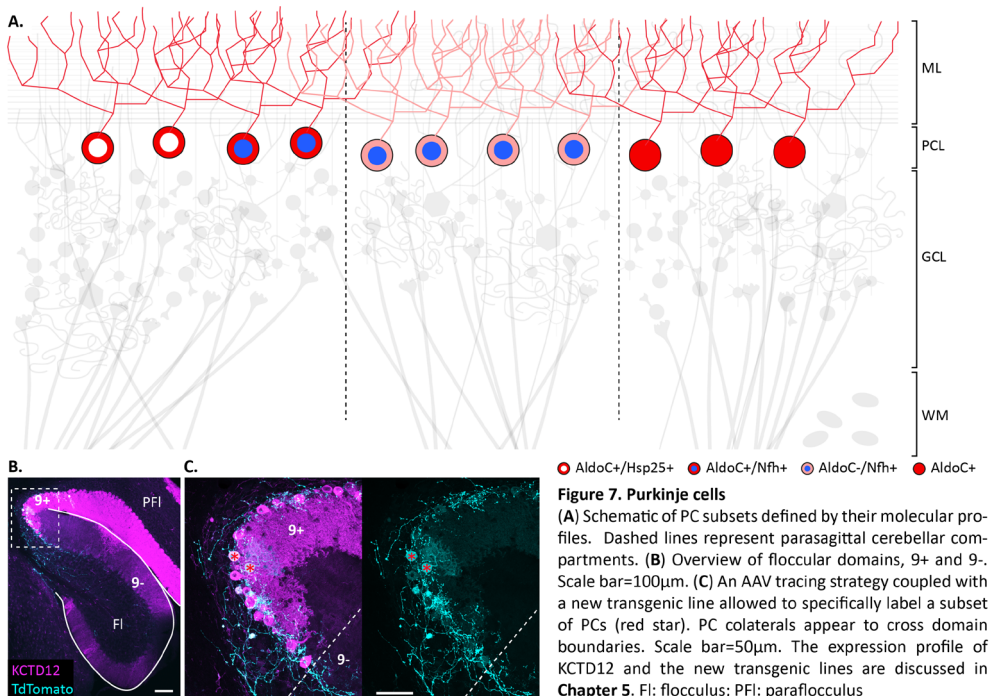 A.
ML
PCL
GCL
WM
AldoC+/Hsp25+ AldoC+/Nfh+ AldoC-/Nfh+ AldoC+
B.
9+
PFl
9-
Fl
KCTD12
TdTomato
C.
9+
*
*
9-
*
*
Figure 7. Purkinje cells
(A) Schematic of PC subsets defined by their molecular pro-
files. Dashed lines represent parasagittal cerebellar com-
partments. (B) Overview of floccular domains, 9+ and 9-.
Scale bar=100µm. (C) An AAV tracing strategy coupled with
a new transgenic line allowed to specifically label a subset
of PCs (red star). PC colaterals appear to cross domain
boundaries. Scale bar=50µm. The expression profile of
KCTD12 and the new transgenic lines are discussed in
Chapter 5. Fl: flocculus; PFl: paraflocculus